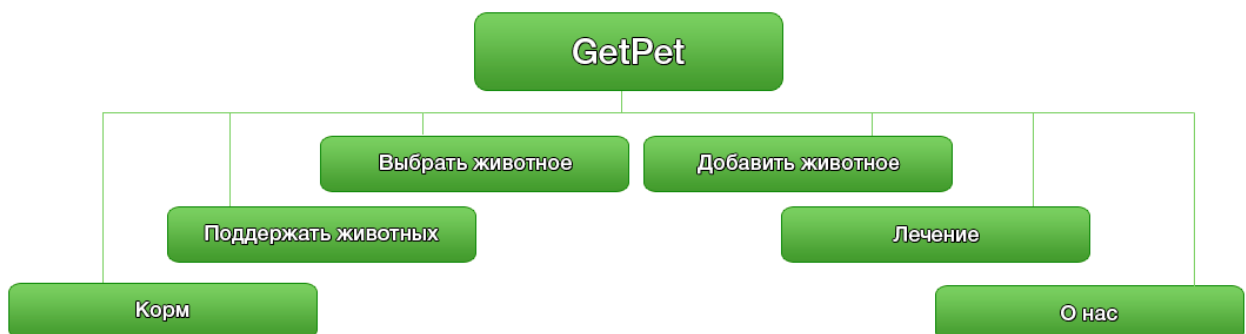 GetPet
Выбрать животное
Добавить животное
Поддержать животных
Лечение
Корм
О нас